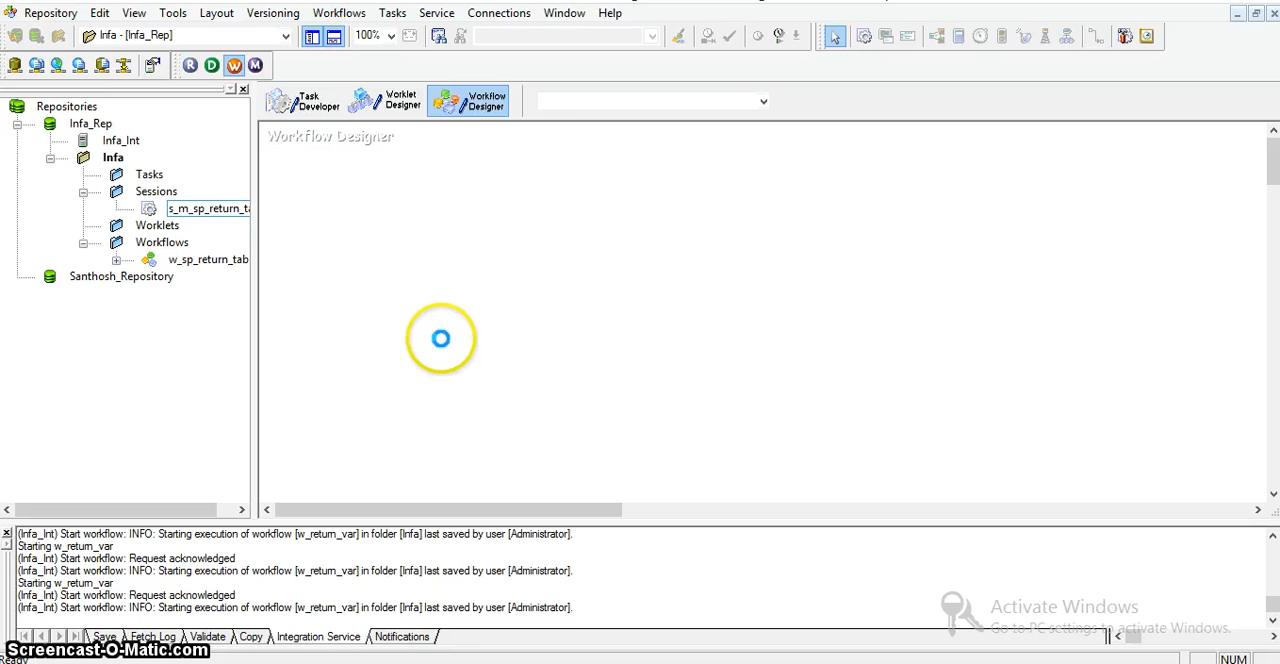 Repository Edit View Tools Layout Versioning Workflows Tasks Service Connections Window Help
Infa - [Infa_Rep] 100%
R D W M
Task Developer Worklet Designer Workflow Designer
Repositories
Infa_Rep
Infa_Int
Infa
Tasks
Sessions
s_m_sp_return_ta
Worklets
Workflows
w_sp_return_tab
Santhosh_Repository
Workflow Designer
(Infa_Int) Start workflow: INFO: Starting execution of workflow [w_return_var] in folder [Infa] last saved by user [Administrator].
Starting w_return_var
(Infa_Int) Start workflow: Request acknowledged
(Infa_Int) Start workflow: INFO: Starting execution of workflow [w_return_var] in folder [Infa] last saved by user [Administrator].
Starting w_return_var
(Infa_Int) Start workflow: Request acknowledged
(Infa_Int) Start workflow: INFO: Starting execution of workflow [w_return_var] in folder [Infa] last saved by user [Administrator].
Activate Windows
Go to PC settings to activate Windows.
Save Fetch Log Validate Copy Integration Service Notifications
Screencast-O-Matic.com
Ready NUM